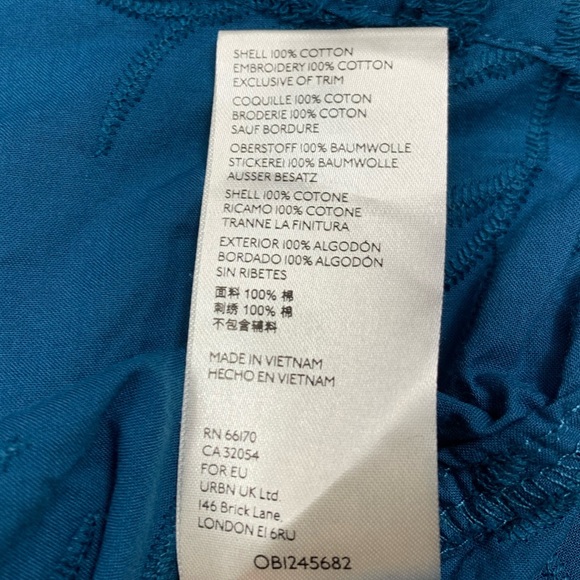 SHELL 100% COTTON
EMBROIDERY 100% COTTON
EXCLUSIVE OF TRIM
COQUILLE 100% COTON
BRODERIE 100% COTON
SAUF BORDURE
OBERSTOFF 100% BAUMWOLLE
STICKEREI 100% BAUMWOLLE
AUSSER BESATZ
SHELL 100% COTONE
RICAMO 100% COTONE
TRANNE LA FINITURA
EXTERIOR 100% ALGODÓN
BORDADO 100% ALGODÓN
SIN RIBETES
面料 100% 棉
刺绣 100% 棉
不包含辅料
MADE IN VIETNAM
HECHO EN VIETNAM
RN 66170
CA 32054
FOR EU
URBN UK Ltd.
146 Brick Lane,
LONDON E1 6RU
OB1245682